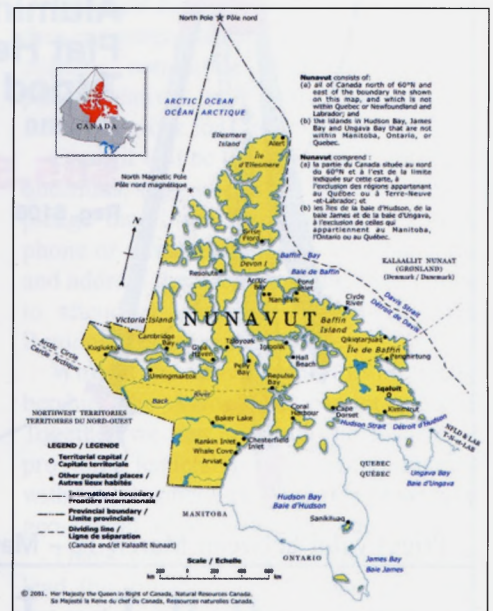 North Pole ★ Pôle nord
ARCTIC OCEAN
OCÉAN ARCTIQUE
CANADA
Nunavut consists of:
(a) all of Canada north of 60°N and
east of the boundary line shown
on this map, and which is not
within Quebec or Newfoundland and
Labrador; and
(b) the islands in Hudson Bay, James
Bay and Ungava Bay that are not
within Manitoba, Ontario, or
Quebec.
Nunavut comprend :
(a) la partie du Canada située au nord
du 60°N et à l'est de la limite
indiquée sur cette carte, à
l'exclusion des régions appartenant
au Québec ou à Terre-Neuve
-et-Labrador; et
(b) les îles de la baie d'Hudson, de la
baie James et de la baie d'Ungava,
à l'exclusion de celles qui
appartiennent au Manitoba,
l'Ontario ou au Québec.
Ellesmere
Island
Île
d'Ellesmere
Alert
North Magnetic Pole
Pôle nord magnétique
Grise
Fiord
Devon I
Baffin Bay
Baie de Baffin
KALAALLIT NUNAAT
(GRØNLAND)
(Denmark / Danemark)
Resolute
Arctic
Bay
Nanisivik
Pond
Inlet
Clyde
River
Davis Strait
Détroit de Davis
Victoria Island
NUNAVUT
Baffin
Island
Île de Baffin
Cambridge
Bay
Kugluktuk
Gjoa
Haven
Taloyoak
Igloolik
Hall
Beach
Qikiqtarjuaq
Pangnirtung
Arctic Circle
Cercle Arctique
Umingmaktok
Pelly
Bay
Repulse
Bay
Iqaluit
Back
River
NORTHWEST TERRITORIES
TERRITOIRES DU NORD-OUEST
Baker Lake
Coral
Harbour
Cape
Dorset
Kimmirut
Hudson Strait
Détroit d'Hudson
NFLD & LAB
T-N-et-LAB
Rankin Inlet
Chesterfield
Inlet
Whale Cove
Arviat
QUEBEC
QUÉBEC
Ungava Bay
Baie d'Ungava
LEGEND / LÉGENDE
Territorial capital /
Capitale territoriale
Other populated places /
Autres lieux habités
International boundary /
Frontière internationale
Provincial boundary /
Limite provinciale
Dividing line /
Ligne de séparation
(Canada and/et Kalaallit Nunaat)
MANITOBA
Hudson Bay
Baie d'Hudson
Sanikiluaq
ONTARIO
James Bay
Baie James
Scale / Echelle
km
200
0
200
400
600
km
© 2001. Her Majesty the Queen in Right of Canada, Natural Resources Canada.
Sa Majesté la Reine du chef du Canada, Ressources naturelles Canada.